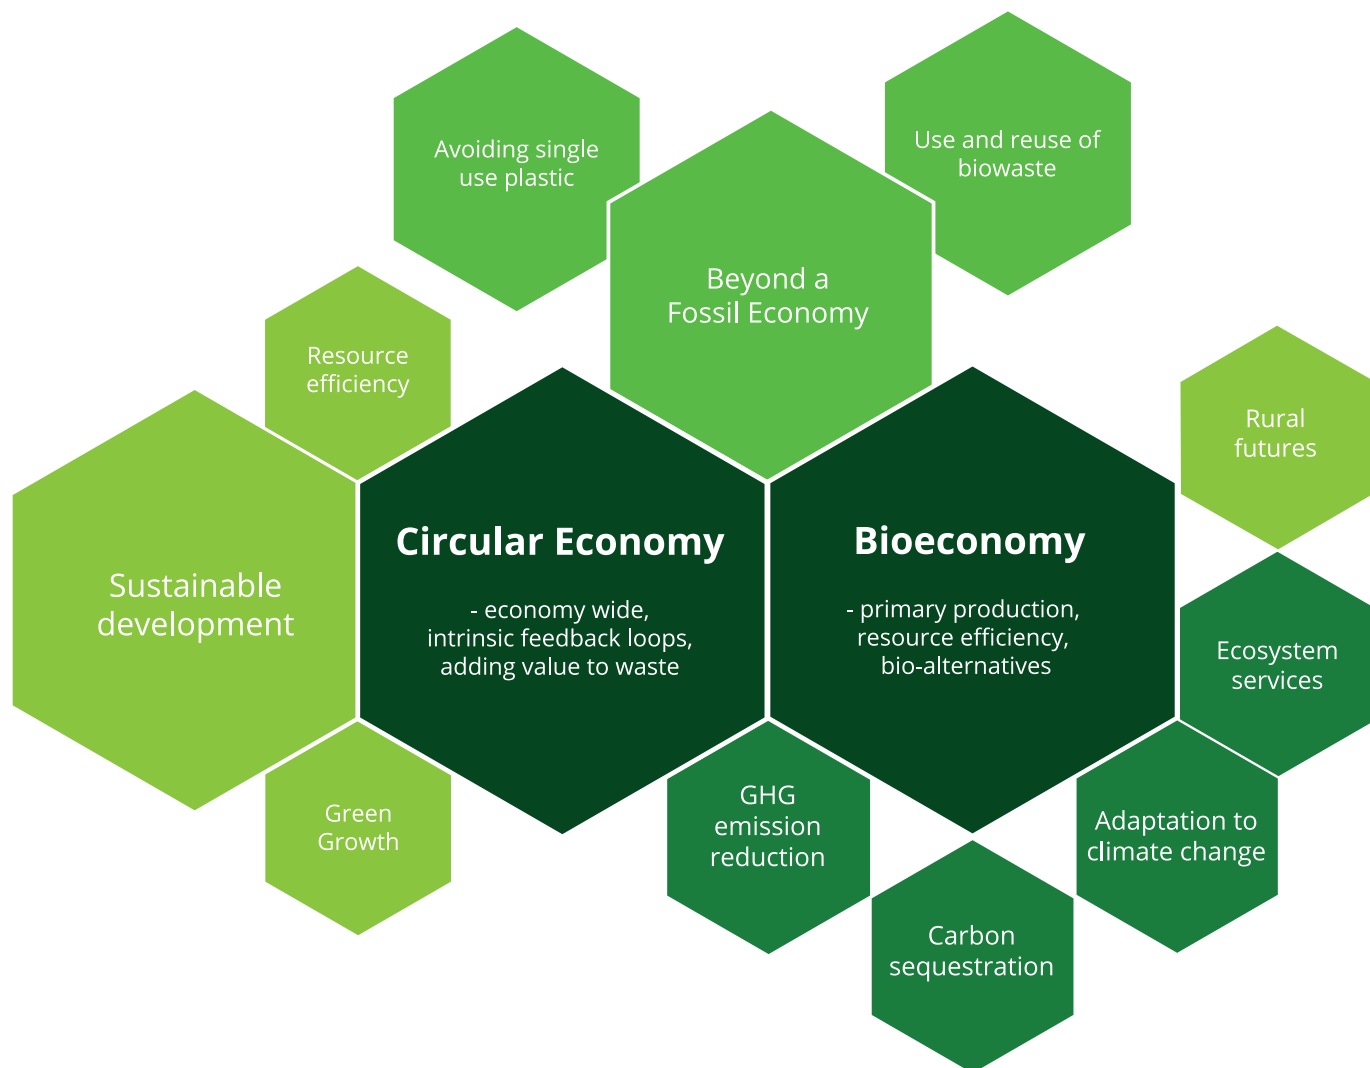 Avoiding single
use plastic
Use and reuse of
biowaste
Beyond a
Fossil Economy
Resource
efficiency
Rural
futures
Sustainable
development
Circular Economy
- economy wide,
intrinsic feedback loops,
adding value to waste
Bioeconomy
- primary production,
resource efficiency,
bio-alternatives
Ecosystem
services
Green
Growth
GHG
emission
reduction
Adaptation to
climate change
Carbon
sequestration